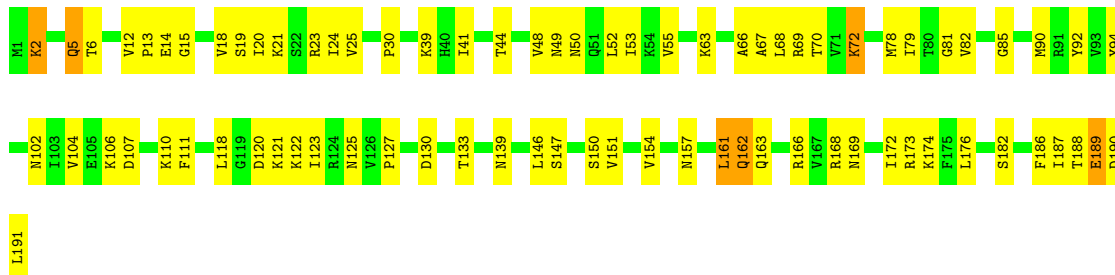 M1 K2 Q5 T6 V12 P13 E14 G15 V18 S19 I20 K21 S22 R23 I24 V25 P30 K39 H40 I41 T44 V48 N49 N50 Q51 L52 I53 K54 V55 K63 A66 A67 L68 R69 T70 V71 K72 M78 I79 T80 G81 V82 G85 M90 R91 Y92 V93
N102 I103 V104 E105 K106 D107 K110 F111 L118 G119 D120 K121 K122 I123 R124 N125 V126 P127 D130 T133 N139 L146 S147 S150 V151 V154 N157 L161 Q162 Q163 R166 V167 R168 N169 I172 R173 K174 F175 L176 S182 F186 I187 T188 E189 D190
L191